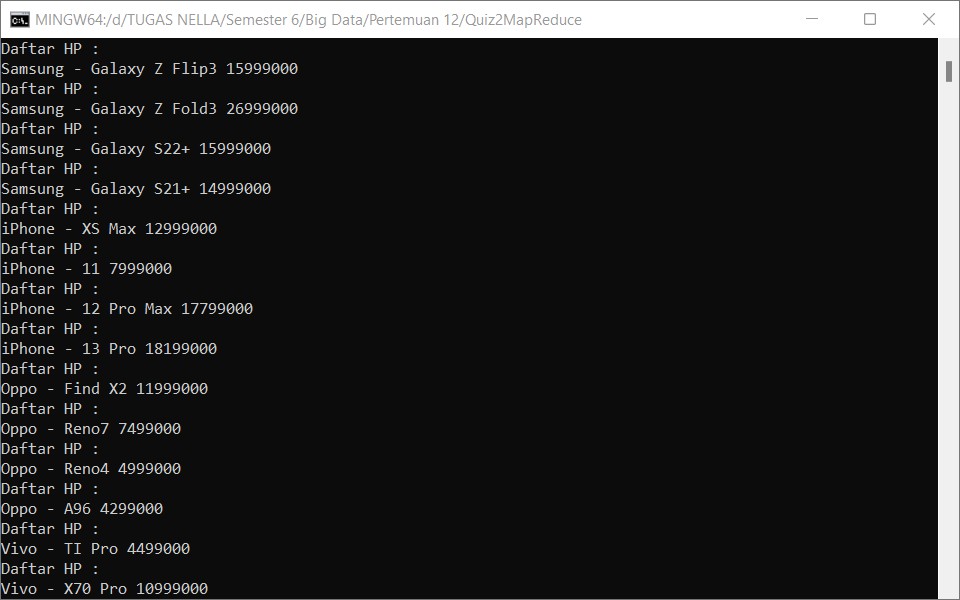 MINGW64:/d/TUGAS NELLA/Semester 6/Big Data/Pertemuan 12/Quiz2MapReduce
Daftar HP :
Samsung - Galaxy Z Flip3 15999000
Daftar HP :
Samsung - Galaxy Z Fold3 26999000
Daftar HP :
Samsung - Galaxy S22+ 15999000
Daftar HP :
Samsung - Galaxy S21+ 14999000
Daftar HP :
iPhone - XS Max 12999000
Daftar HP :
iPhone - 11 7999000
Daftar HP :
iPhone - 12 Pro Max 17799000
Daftar HP :
iPhone - 13 Pro 18199000
Daftar HP :
Oppo - Find X2 11999000
Daftar HP :
Oppo - Reno7 7499000
Daftar HP :
Oppo - Reno4 4999000
Daftar HP :
Oppo - A96 4299000
Daftar HP :
Vivo - TI Pro 4499000
Daftar HP :
Vivo - X70 Pro 10999000